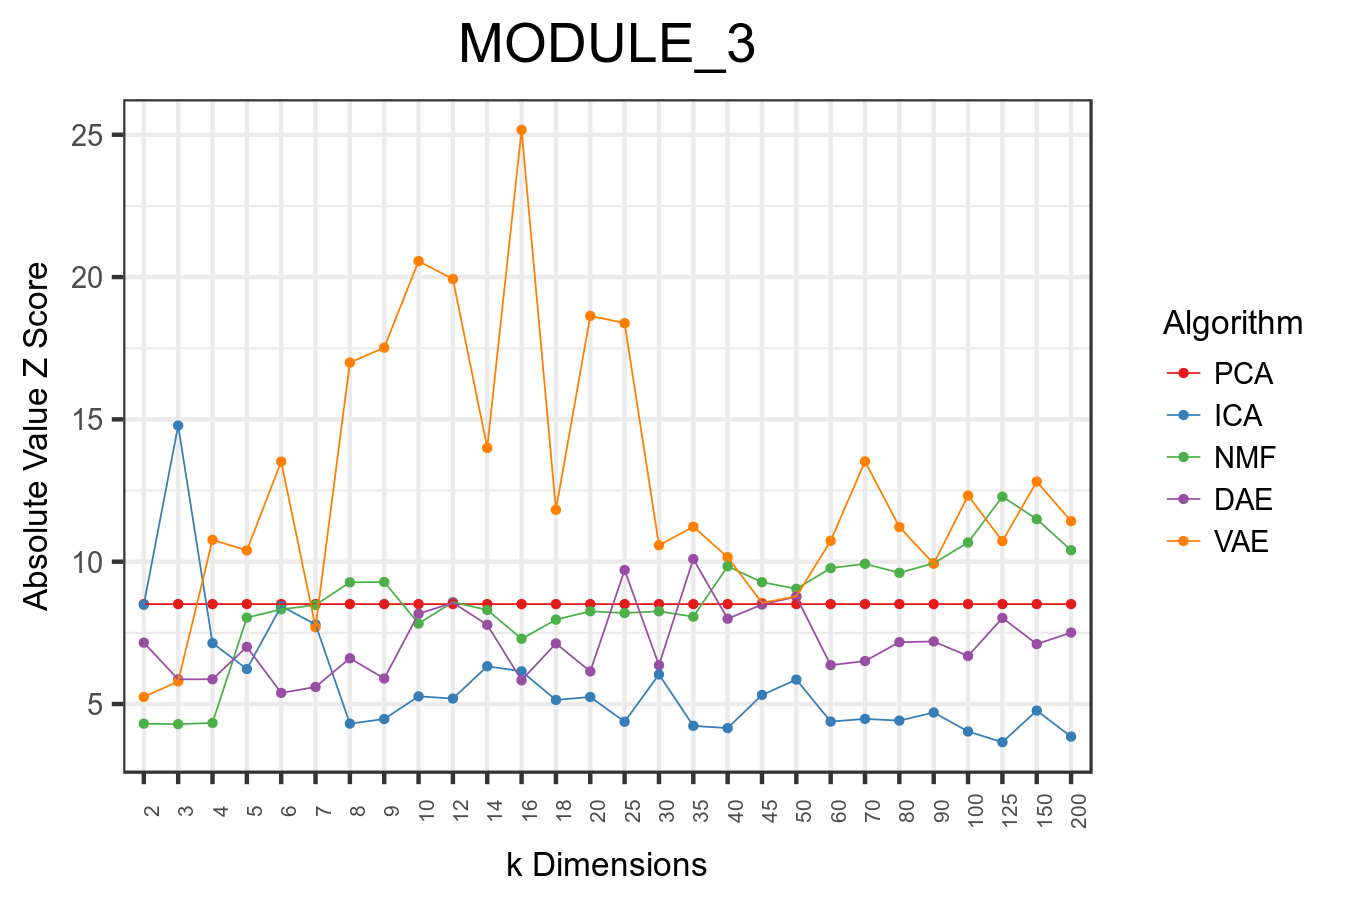 MODULE_3
Absolute Value Z Score
25
20
15
10
5
2 3 4 5 6 7 8 9 10 12 14 16 18 20 25 30 35 40 45 50 60 70 80 90 100 125 150 200
k Dimensions
Algorithm
PCA
ICA
NMF
DAE
VAE